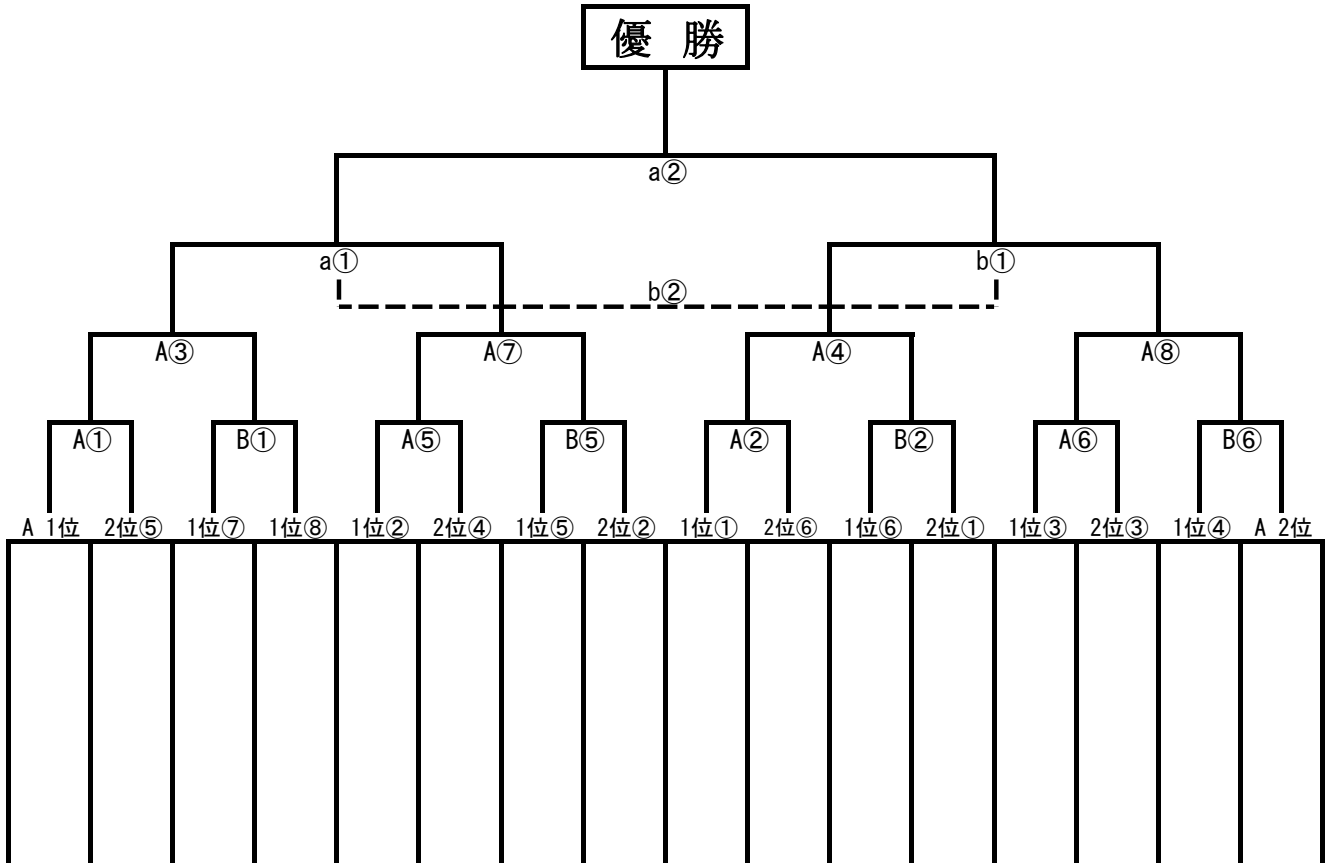 優 勝
a②
a① b①
b②
A③ A⑦ A④ A⑧
A① B① A⑤ B⑤ A② B② A⑥ B⑥
A 1位 2位⑤ 1位⑦ 1位⑧ 1位② 2位④ 1位⑤ 2位② 1位① 2位⑥ 1位⑥ 2位① 1位③ 2位③ 1位④ A 2位